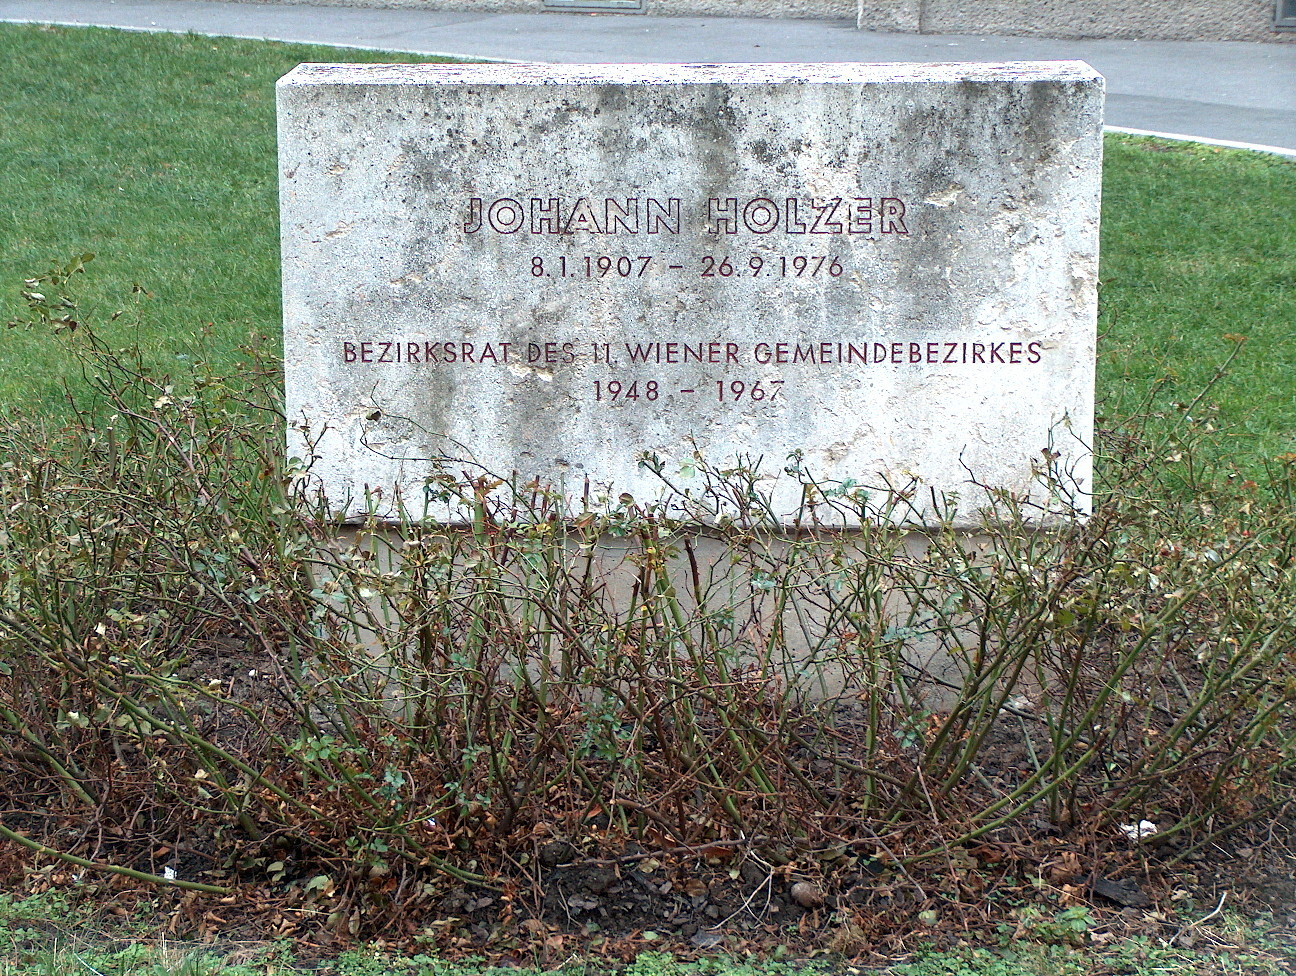 JOHANN HOLZER
8.1.1907 – 26.9.1976
BEZIRKSRAT DES 11. WIENER GEMEINDEBEZIRKES
1948 – 1967